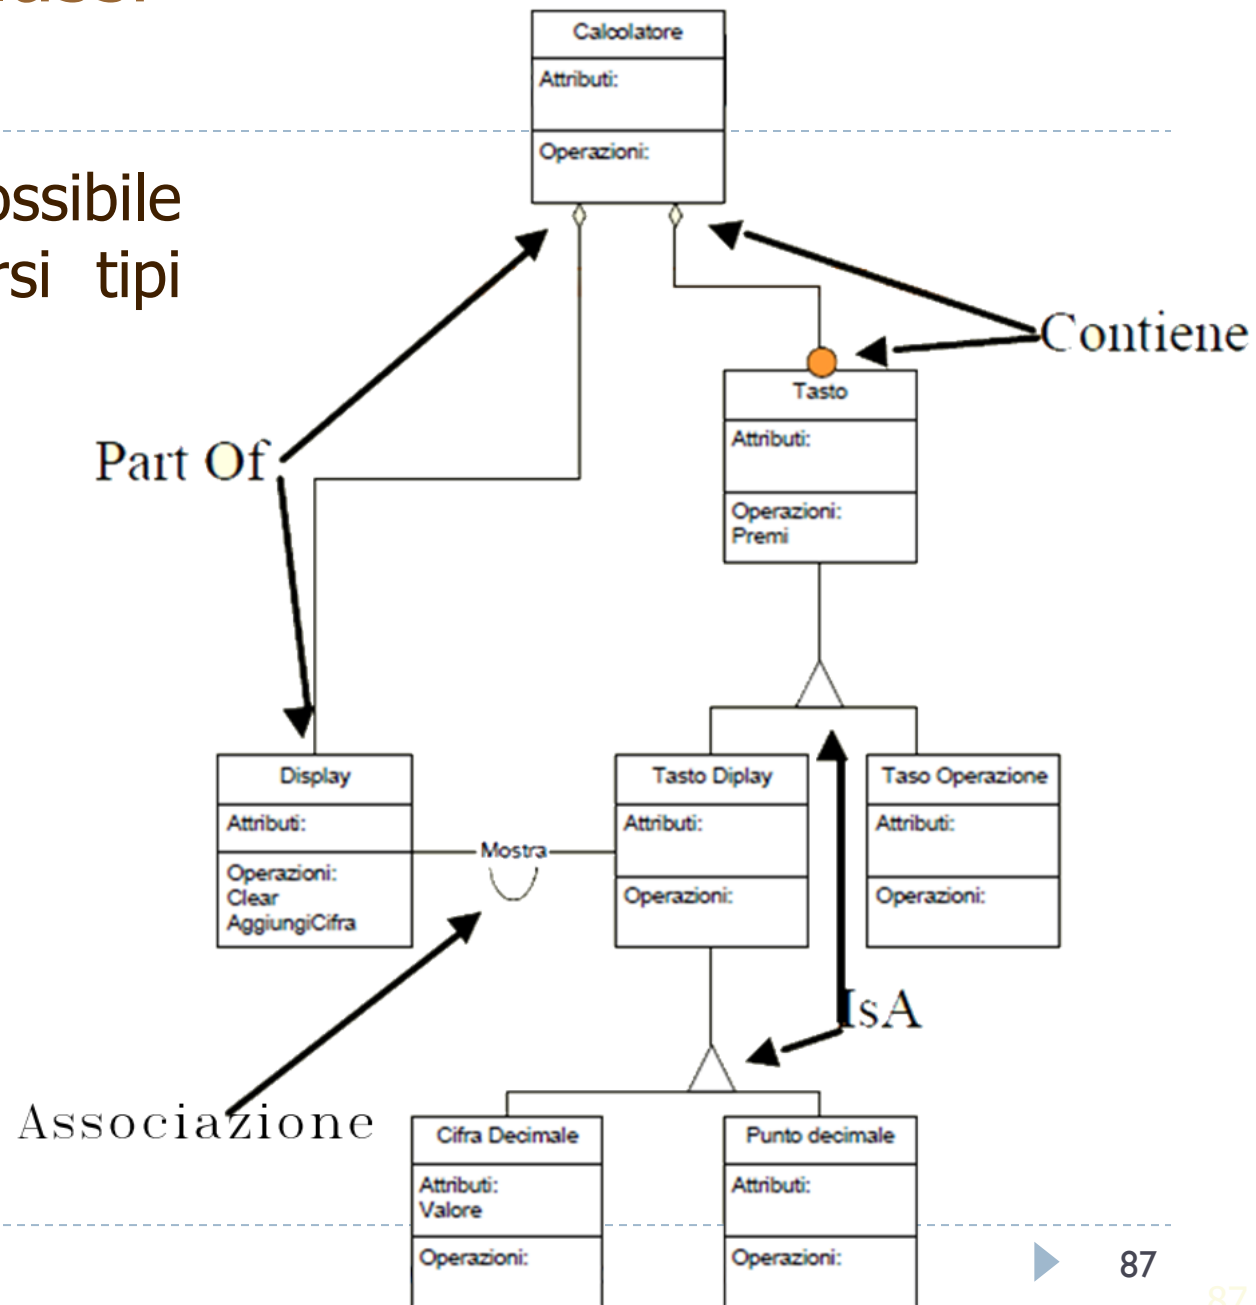 Calcolatore
Attributi:
Operazioni:
ossibile
rsi tipi
Contiene
Tasto
Attributi:
Operazioni:
Premi
Part Of
Display
Attributi:
Operazioni:
Clear
AggiungiCifra
Mostra
Tasto Diplay
Attributi:
Operazioni:
Taso Operazione
Attributi:
Operazioni:
IsA
Associazione
Cifra Decimale
Attributi:
Valore
Operazioni:
Punto decimale
Attributi:
Operazioni:
87
87